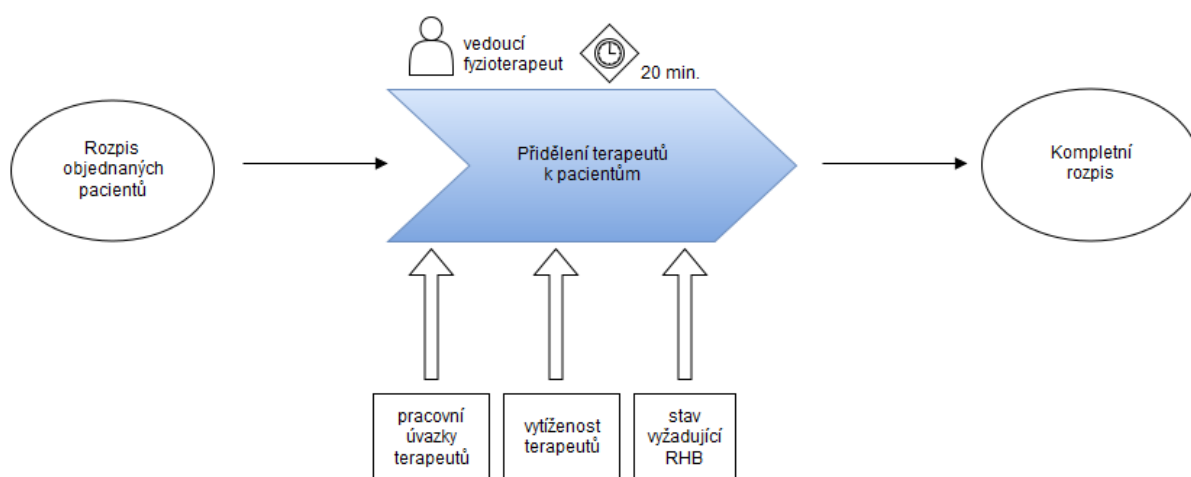 vedoucí
fyzioterapeut
20 min.
Rozpis
objednaných
pacientů
Přidělení terapeutů
k pacientům
Kompletní
rozpis
pracovní
úvazky
terapeutů
vytíženost
terapeutů
stav
vyžadující
RHB